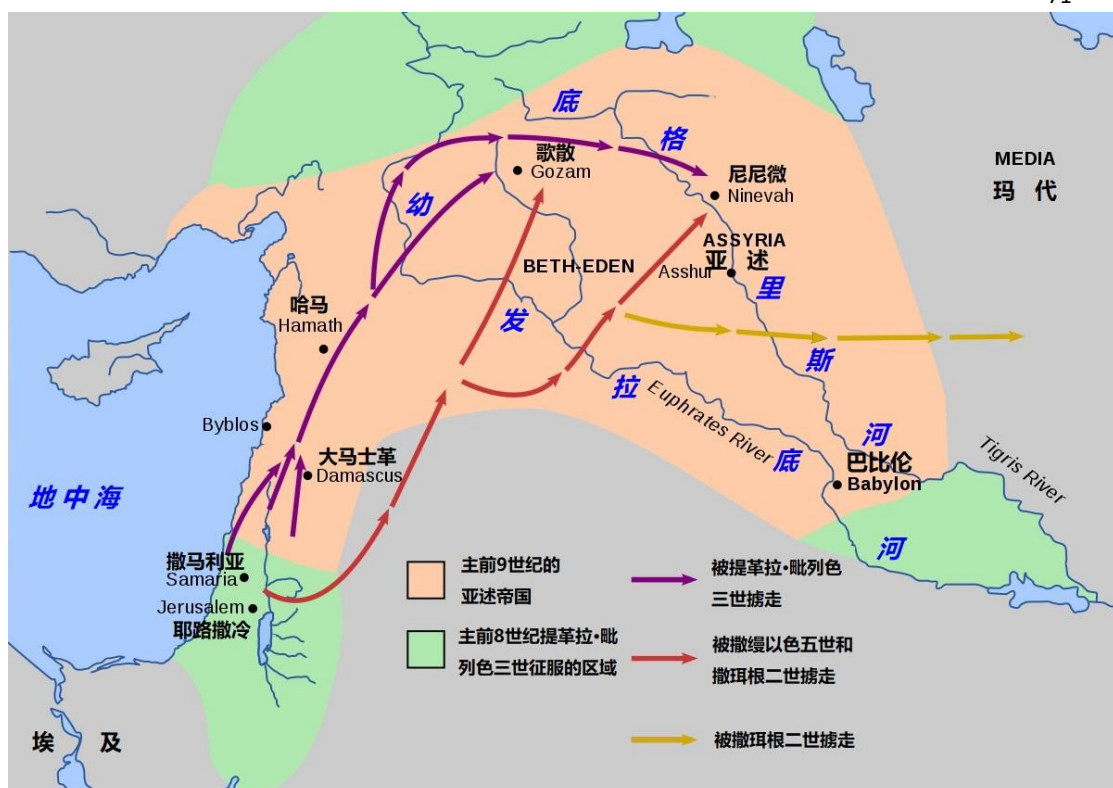 底
格
歌散
Gozam
尼尼微
Ninevah
MEDIA
玛代
幼
ASSYRIA
亚述
Asshur
BETH-EDEN
里
哈马
Hamath
发
斯
拉
Euphrates River
Byblos
河
大马士革
Damascus
底
巴比伦
Babylon
Tigris River
地中海
河
撒马利亚
Samaria
Jerusalem
耶路撒冷
埃及
主前9世纪的
亚述帝国
主前8世纪提革拉•毗
列色三世征服的区域
被提革拉•毗列色
三世掳走
被撒缦以色五世和
撒珥根二世掳走
被撒珥根二世掳走